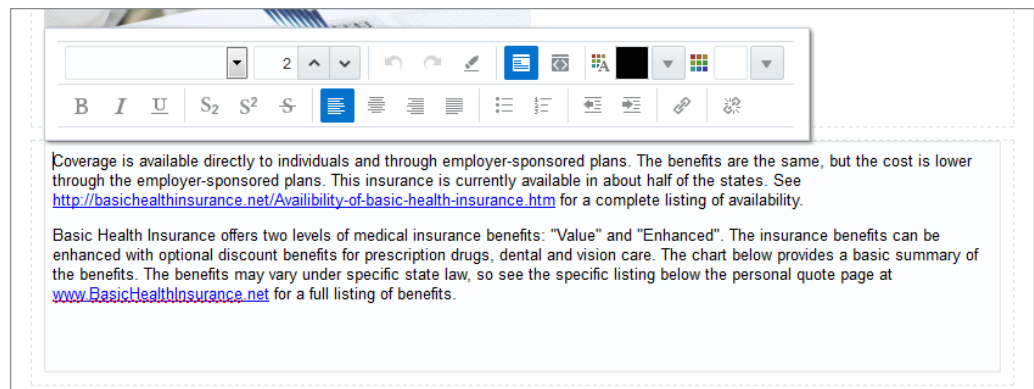 2
A
B I U S2 S² S
Coverage is available directly to individuals and through employer-sponsored plans. The benefits are the same, but the cost is lower
through the employer-sponsored plans. This insurance is currently available in about half of the states. See
http://basichealthinsurance.net/Availibility-of-basic-health-insurance.htm for a complete listing of availability.
Basic Health Insurance offers two levels of medical insurance benefits: "Value" and "Enhanced". The insurance benefits can be
enhanced with optional discount benefits for prescription drugs, dental and vision care. The chart below provides a basic summary of
the benefits. The benefits may vary under specific state law, so see the specific listing below the personal quote page at
www.BasicHealthInsurance.net for a full listing of benefits.